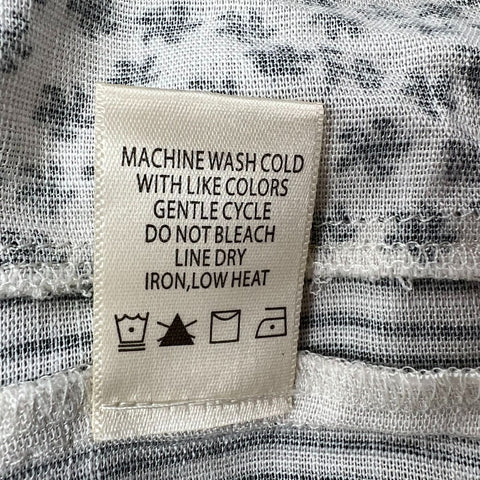 MACHINE WASH COLD
WITH LIKE COLORS
GENTLE CYCLE
DO NOT BLEACH
LINE DRY
IRON,LOW HEAT